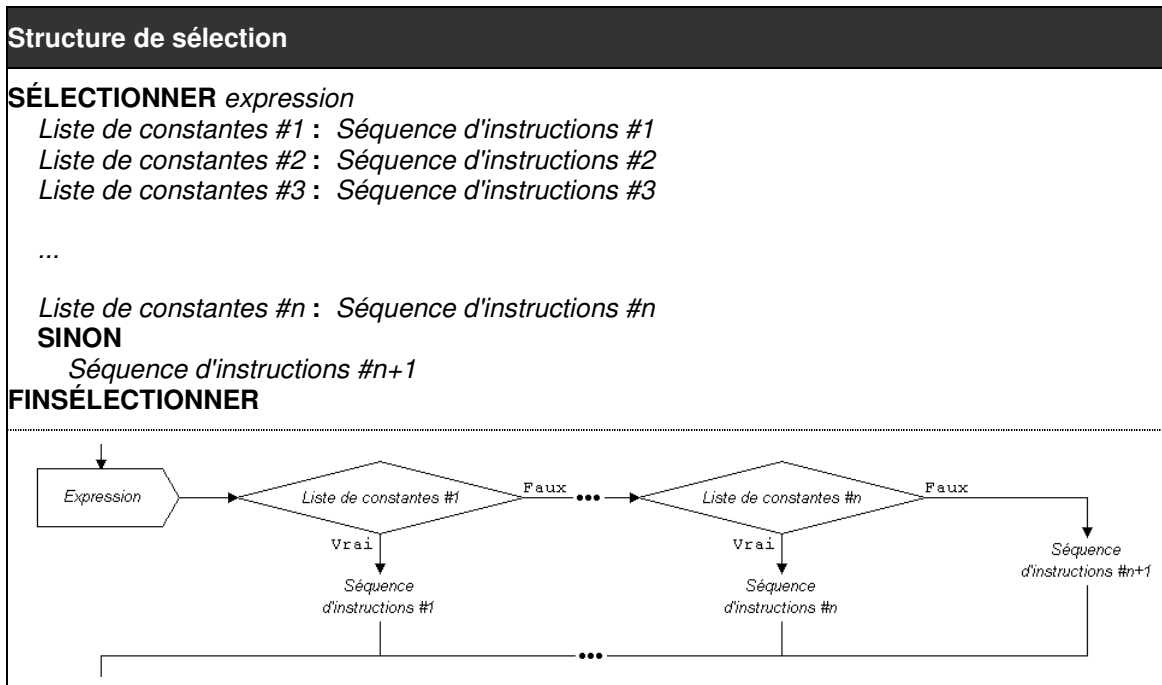 Structure de sélection
SÉLECTIONNER expression
Liste de constantes #1 : Séquence d'instructions #1
Liste de constantes #2 : Séquence d'instructions #2
Liste de constantes #3 : Séquence d'instructions #3
...
Liste de constantes #n : Séquence d'instructions #n
SINON
Séquence d'instructions #n+1
FINSÉLECTIONNER
Expression
Liste de constantes #1
Faux
Liste de constantes #n
Faux
Vrai
Vrai
Séquence
d'instructions #1
Séquence
d'instructions #n
Séquence
d'instructions #n+1